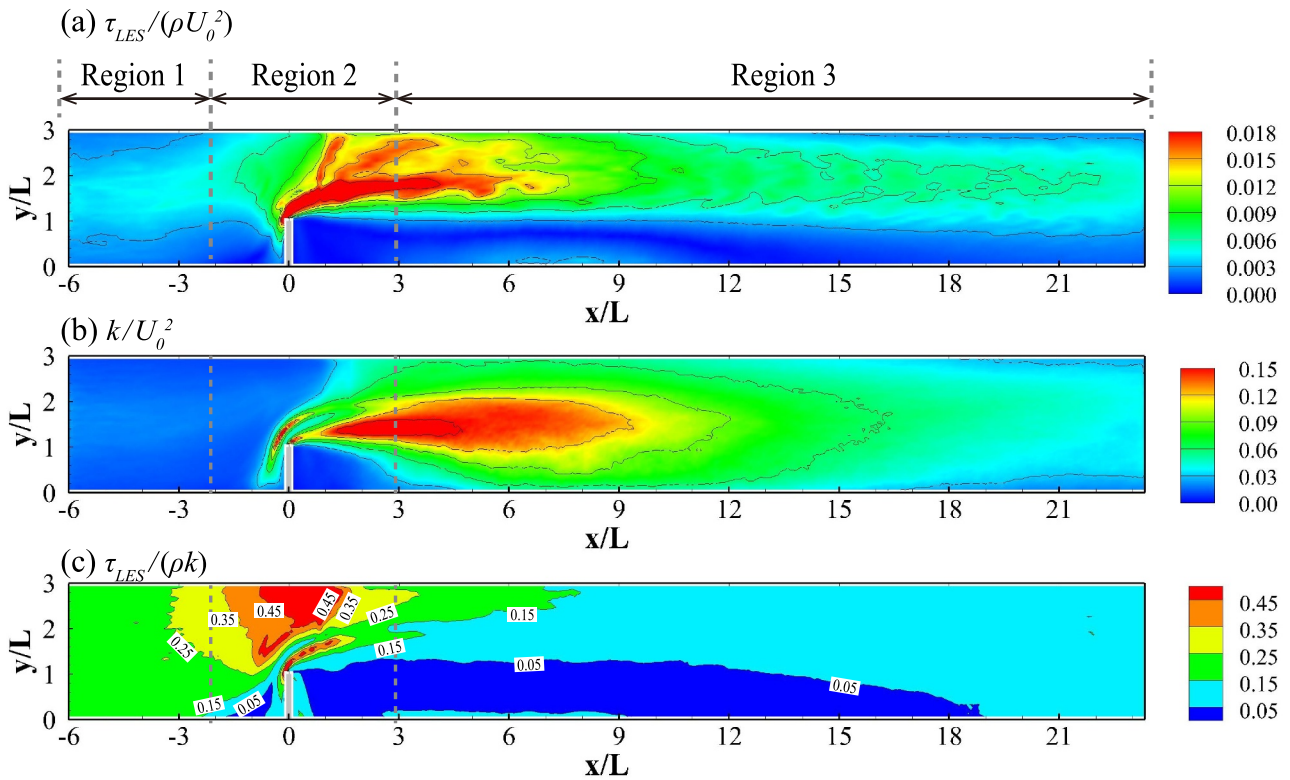 (a) τ_LES/(ρU₀²)
Region 1 Region 2 Region 3
3
2
1
0
y/L
-6 -3 0 3 6 9 12 15 18 21
x/L
0.018
0.015
0.012
0.009
0.006
0.003
0.000
(b) k/U₀²
3
2
1
0
y/L
-6 -3 0 3 6 9 12 15 18 21
x/L
0.15
0.12
0.09
0.06
0.03
0.00
(c) τ_LES/(ρk)
3
2
1
0
y/L
0.45 0.45 0.35
0.35 0.25 0.15
0.25 0.15
0.05
0.15 0.05 0.05
-6 -3 0 3 6 9 12 15 18 21
x/L
0.45
0.35
0.25
0.15
0.05